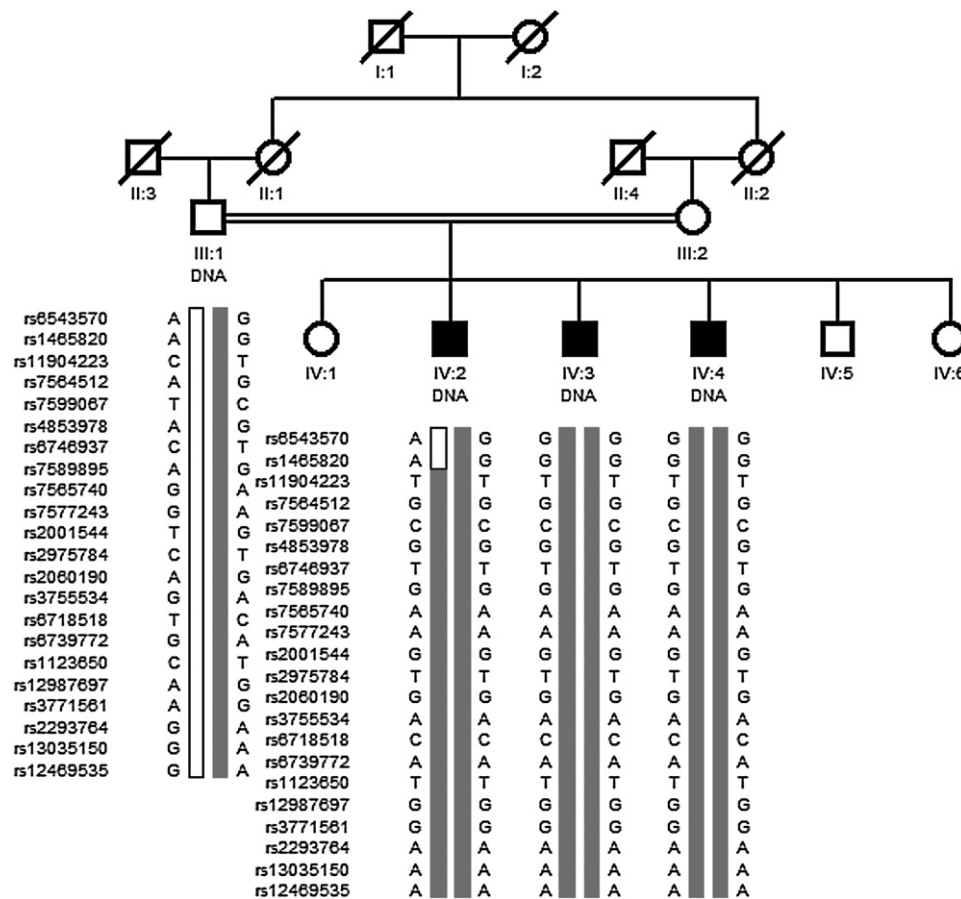 I:1 I:2
II:3 II:1 II:4 II:2
III:1 III:2
DNA
rs6543570 A G
rs1465820 A G
rs11904223 C T
rs7564512 A G
rs7599067 T C
rs4853978 A G
rs6746937 C T
rs7589895 A G
rs7565740 G A
rs7577243 G A
rs2001544 T G
rs2975784 C T
rs2060190 A G
rs3755534 G A
rs6718518 T C
rs6739772 G A
rs1123650 C T
rs12987697 A G
rs3771561 A G
rs2293764 G A
rs13035150 G A
rs12469535 G A
IV:1 IV:2 IV:3 IV:4 IV:5 IV:6
DNA DNA DNA
rs6543570 A G G G G G
rs1465820 A G G G G G
rs11904223 T T T T T T
rs7564512 G G G G G G
rs7599067 C C C C C C
rs4853978 G G G G G G
rs6746937 T T T T T T
rs7589895 G G G G G G
rs7565740 A A A A A A
rs7577243 A A A A A A
rs2001544 G G G G G G
rs2975784 T T T T T T
rs2060190 G G G G G G
rs3755534 A A A A A A
rs6718518 C C C C C C
rs6739772 A A A A A A
rs1123650 T T T T T T
rs12987697 G G G G G G
rs3771561 G G G G G G
rs2293764 A A A A A A
rs13035150 A A A A A A
rs12469535 A A A A A A